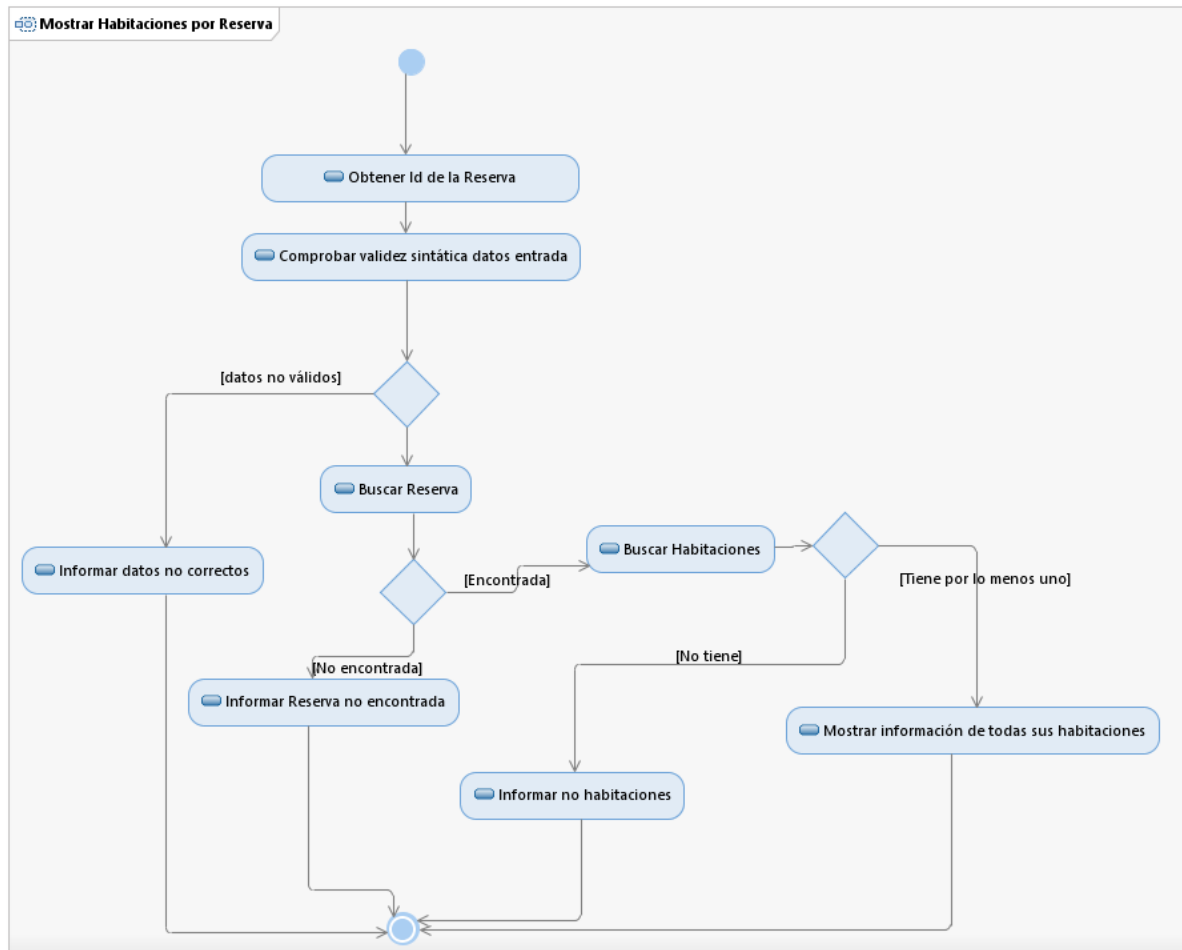 Mostrar Habitaciones por Reserva
Obtener Id de la Reserva
Comprobar validez sintática datos entrada
[datos no válidos]
Buscar Reserva
Buscar Habitaciones
Informar datos no correctos
[Encontrada]
[Tiene por lo menos uno]
[No tiene]
[No encontrada]
Informar Reserva no encontrada
Mostrar información de todas sus habitaciones
Informar no habitaciones